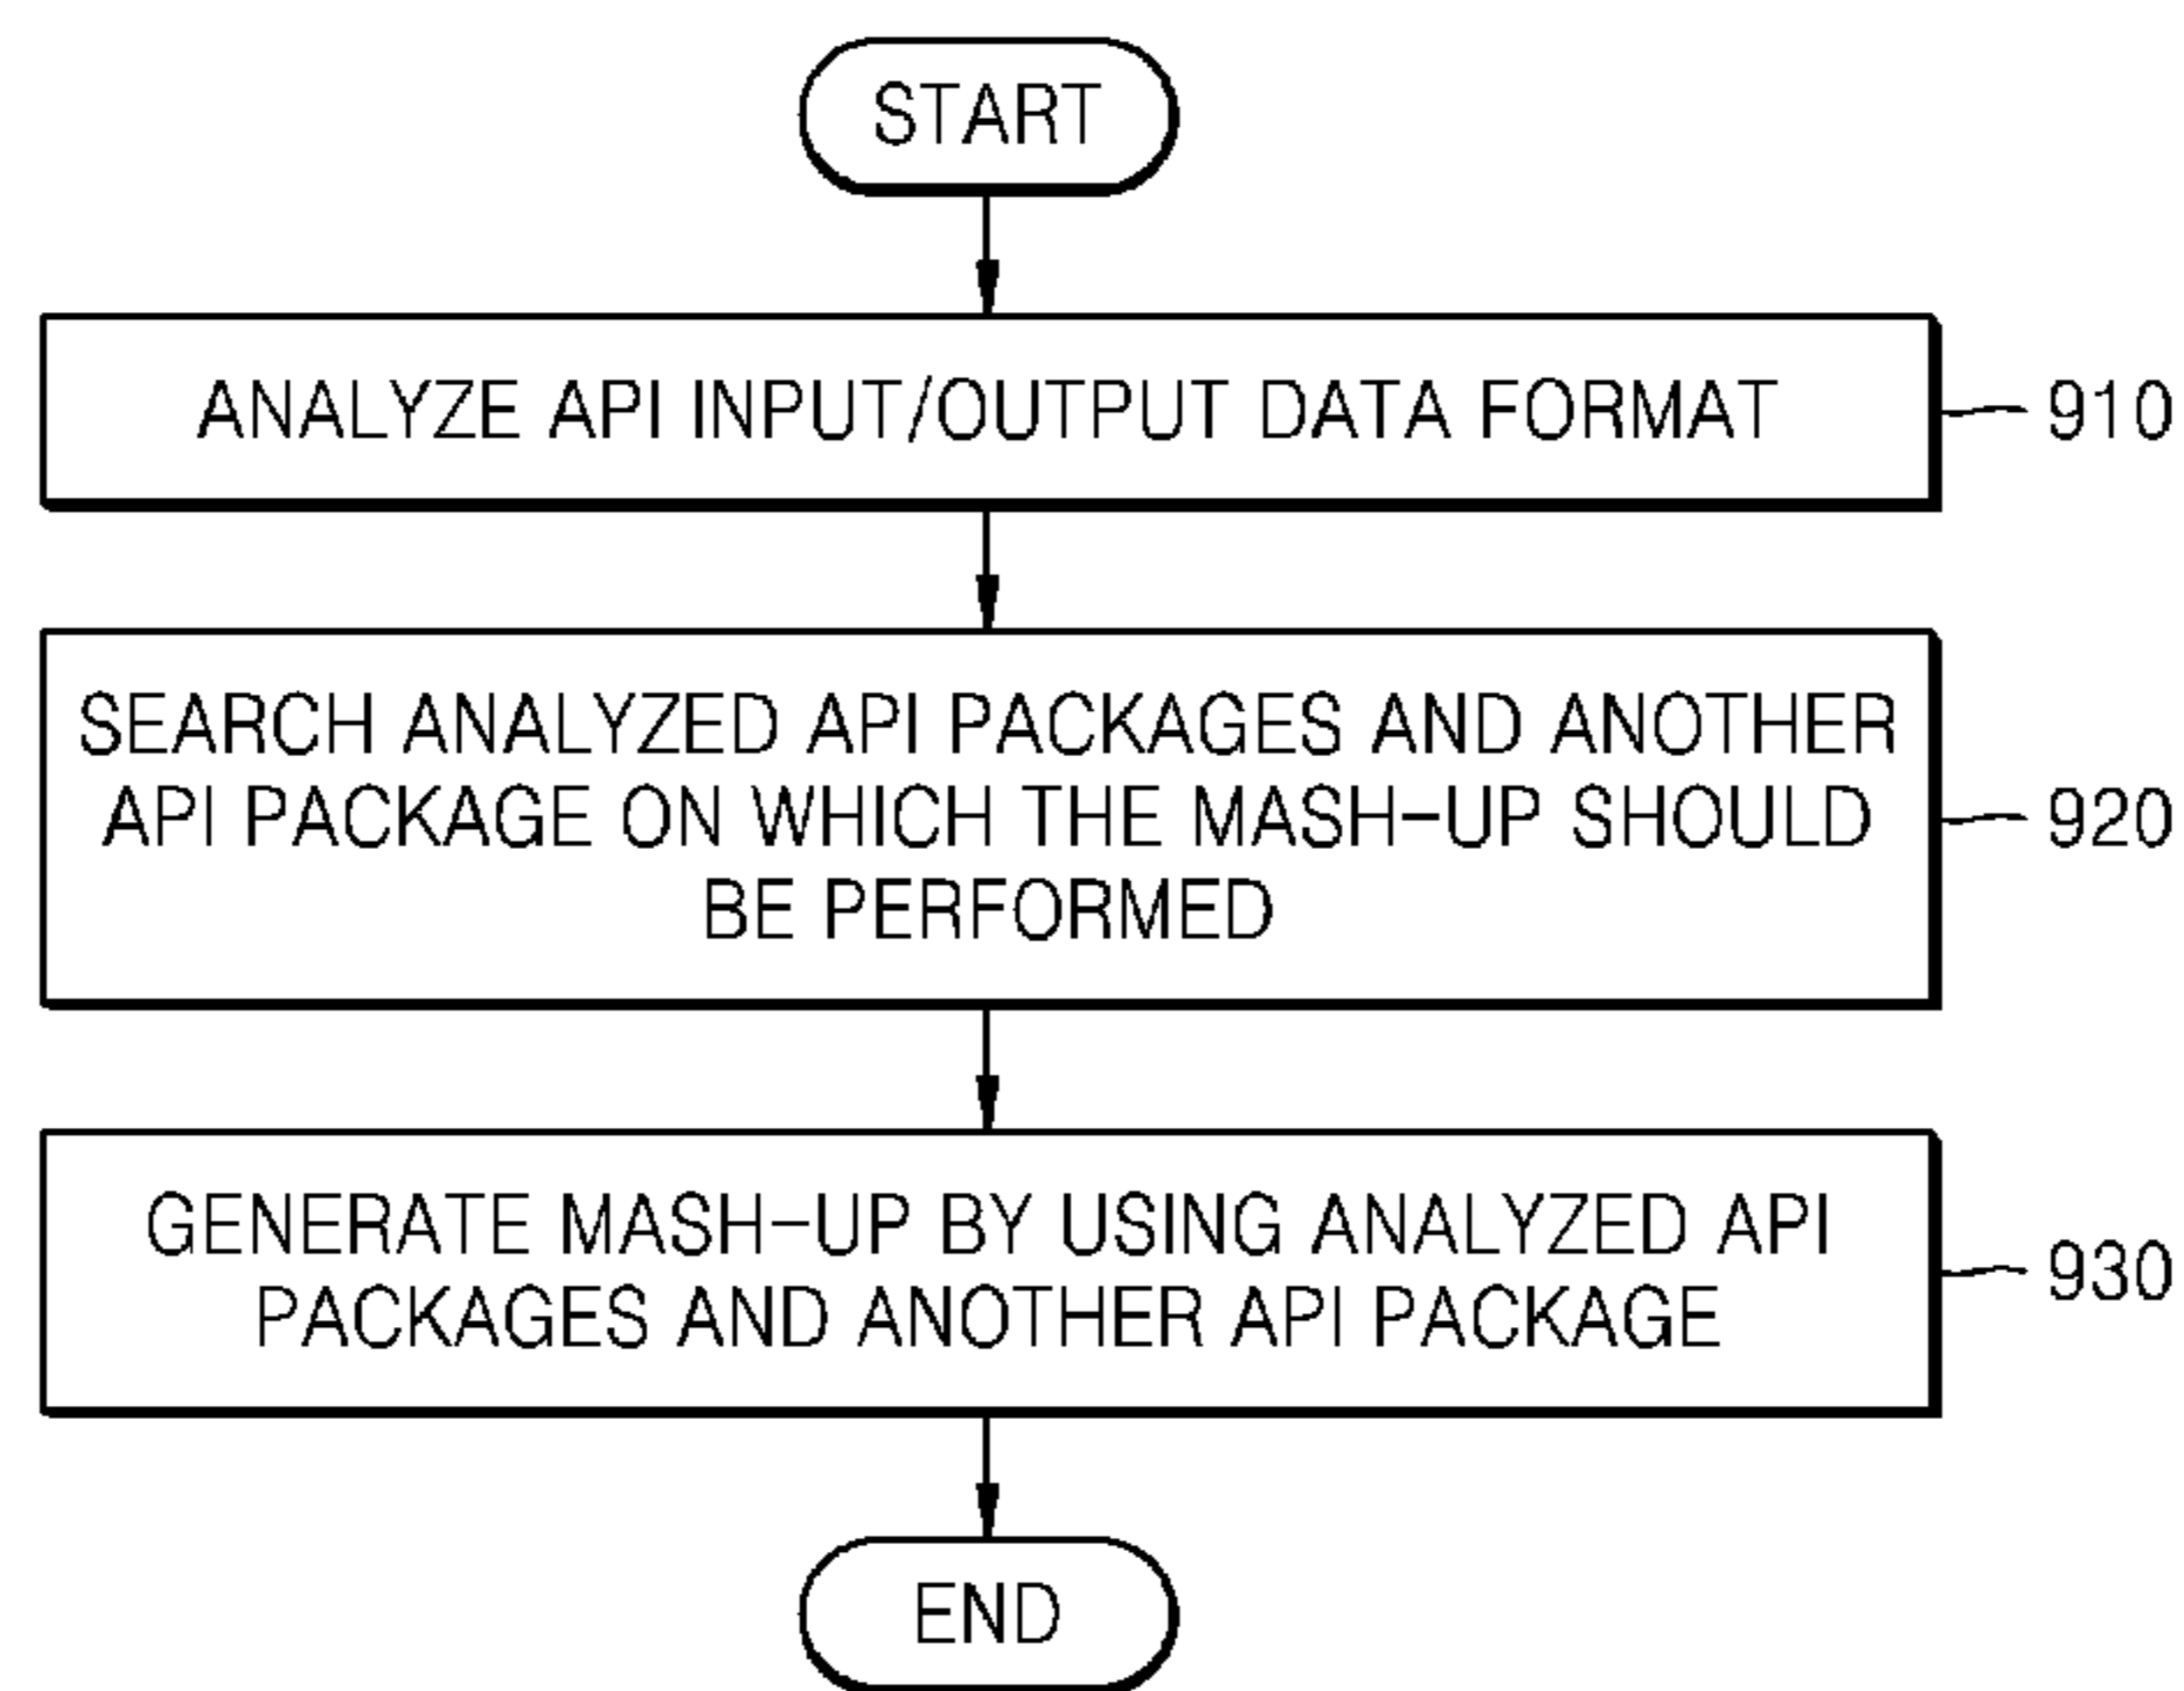 START
ANALYZE API INPUT/OUTPUT DATA FORMAT
910
SEARCH ANALYZED API PACKAGES AND ANOTHER
API PACKAGE ON WHICH THE MASH-UP SHOULD
BE PERFORMED
920
GENERATE MASH-UP BY USING ANALYZED API
PACKAGES AND ANOTHER API PACKAGE
930
END